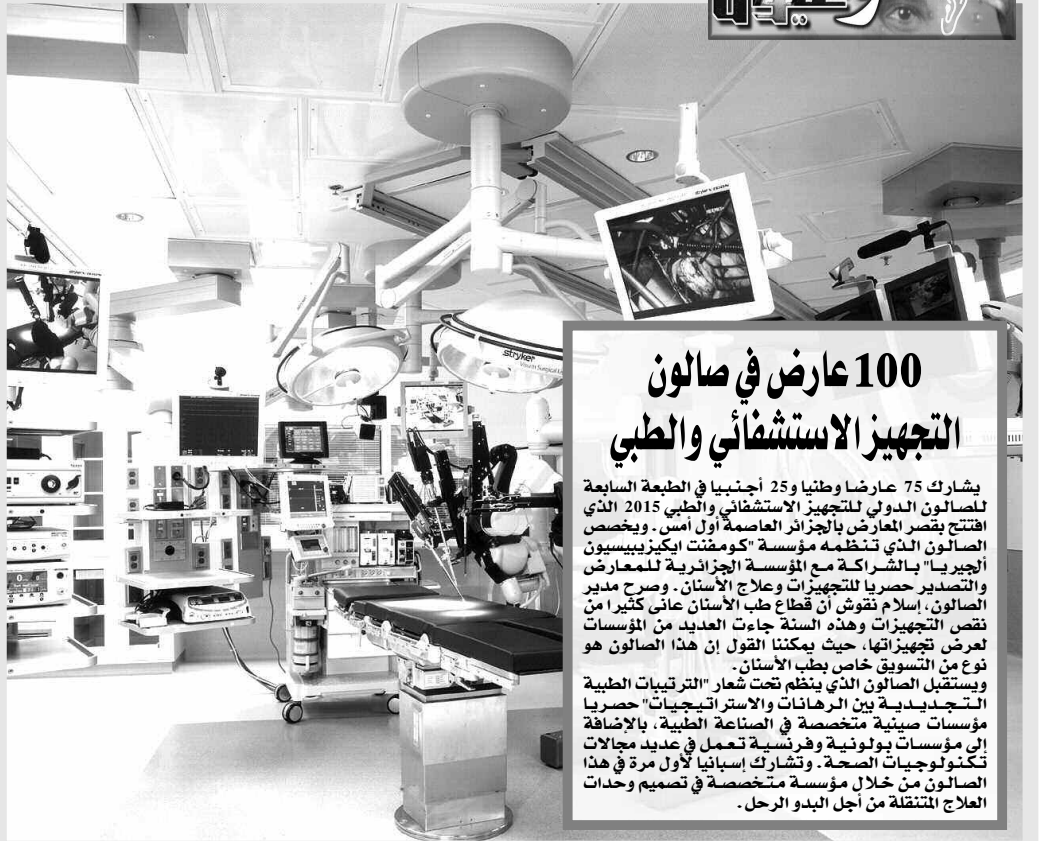 وعيون
stryker
100 عارض في صالون
التجهيز الاستشفائي والطبي
يشارك 75 عارضا وطنيا و25 أجنبيا في الطبعة السابعة
للصالون الدولي للتجهيز الاستشفائي والطبي 2015 الذي
افتتح بقصر المعارض بالجزائر العاصمة أول أمس. ويخصص
الصالون الذي تنظمه مؤسسة "كومفنت ايكيزيبيسيون
ألجيريا" بالشراكة مع المؤسسة الجزائرية للمعارض
والتصدير حصريا للتجهيزات وعلاج الأسنان. وصرح مدير
الصالون، إسلام نقوش أن قطاع طب الأسنان عانى كثيرا من
نقص التجهيزات وهذه السنة جاءت العديد من المؤسسات
لعرض تجهيزاتها، حيث يمكننا القول إن هذا الصالون هو
نوع من التسويق خاص بطب الأسنان.
ويستقبل الصالون الذي ينظم تحت شعار "الترتيبات الطبية
التجديدية بين الرهانات والاستراتيجيات" حصريا
مؤسسات صينية متخصصة في الصناعة الطبية، بالإضافة
إلى مؤسسات بولونية وفرنسية تعمل في عديد مجالات
تكنولوجيات الصحة. وتشارك إسبانيا لأول مرة في هذا
الصالون من خلال مؤسسة متخصصة في تصميم وحدات
العلاج المتنقلة من أجل البدو الرحل.